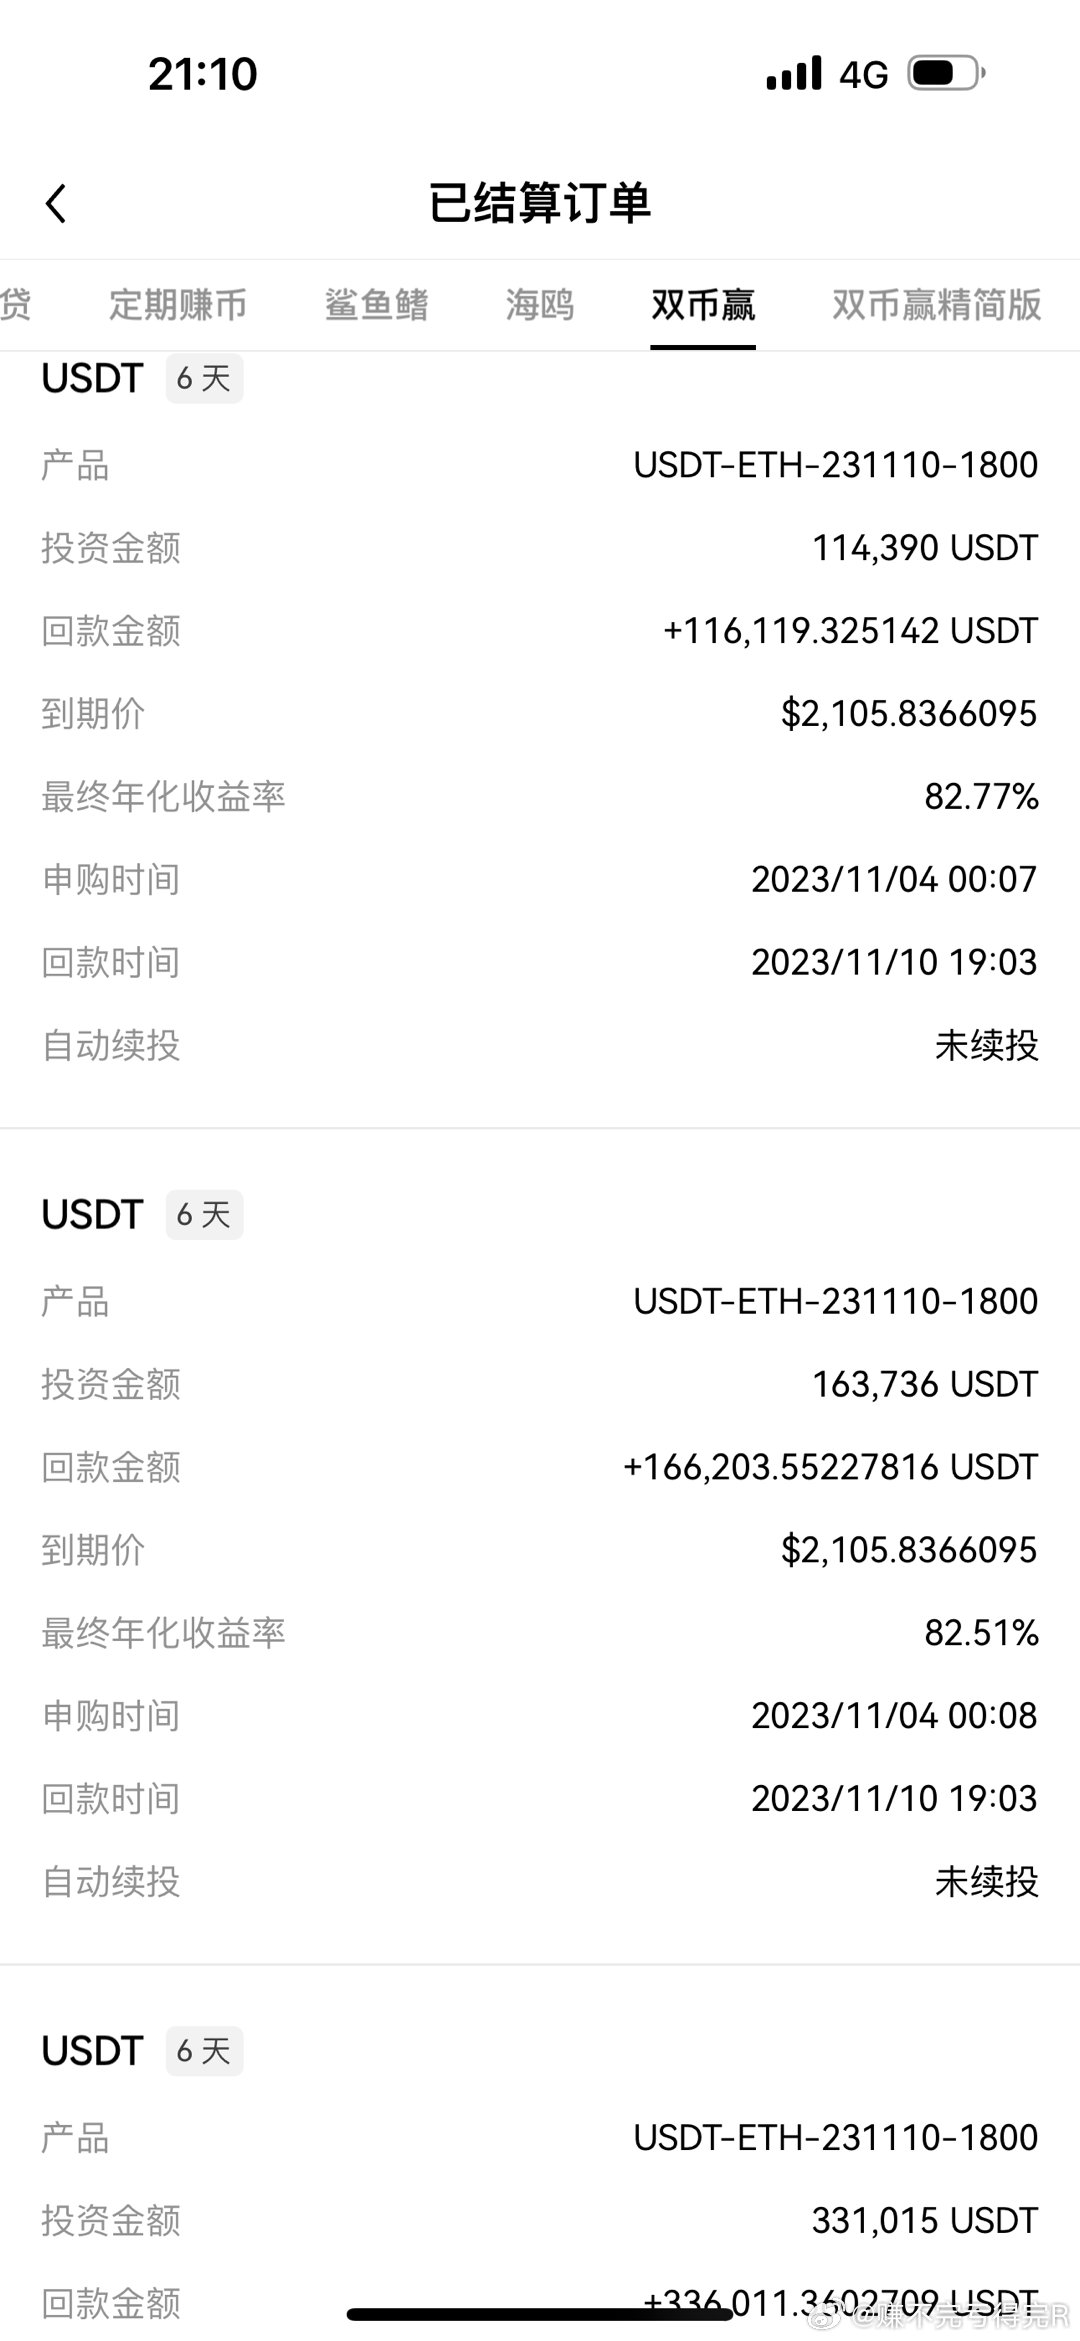 21:10 4G
已结算订单
贷 定期赚币 鲨鱼鳍 海鸥 双币赢 双币赢精简版
USDT 6 天
产品 USDT-ETH-231110-1800
投资金额 114,390 USDT
回款金额 +116,119.325142 USDT
到期价 $2,105.8366095
最终年化收益率 82.77%
申购时间 2023/11/04 00:07
回款时间 2023/11/10 19:03
自动续投 未续投
USDT 6 天
产品 USDT-ETH-231110-1800
投资金额 163,736 USDT
回款金额 +166,203.55227816 USDT
到期价 $2,105.8366095
最终年化收益率 82.51%
申购时间 2023/11/04 00:08
回款时间 2023/11/10 19:03
自动续投 未续投
USDT 6 天
产品 USDT-ETH-231110-1800
投资金额 331,015 USDT
回款金额 +336,011.3602709 USDT
@赚不完亏得完R